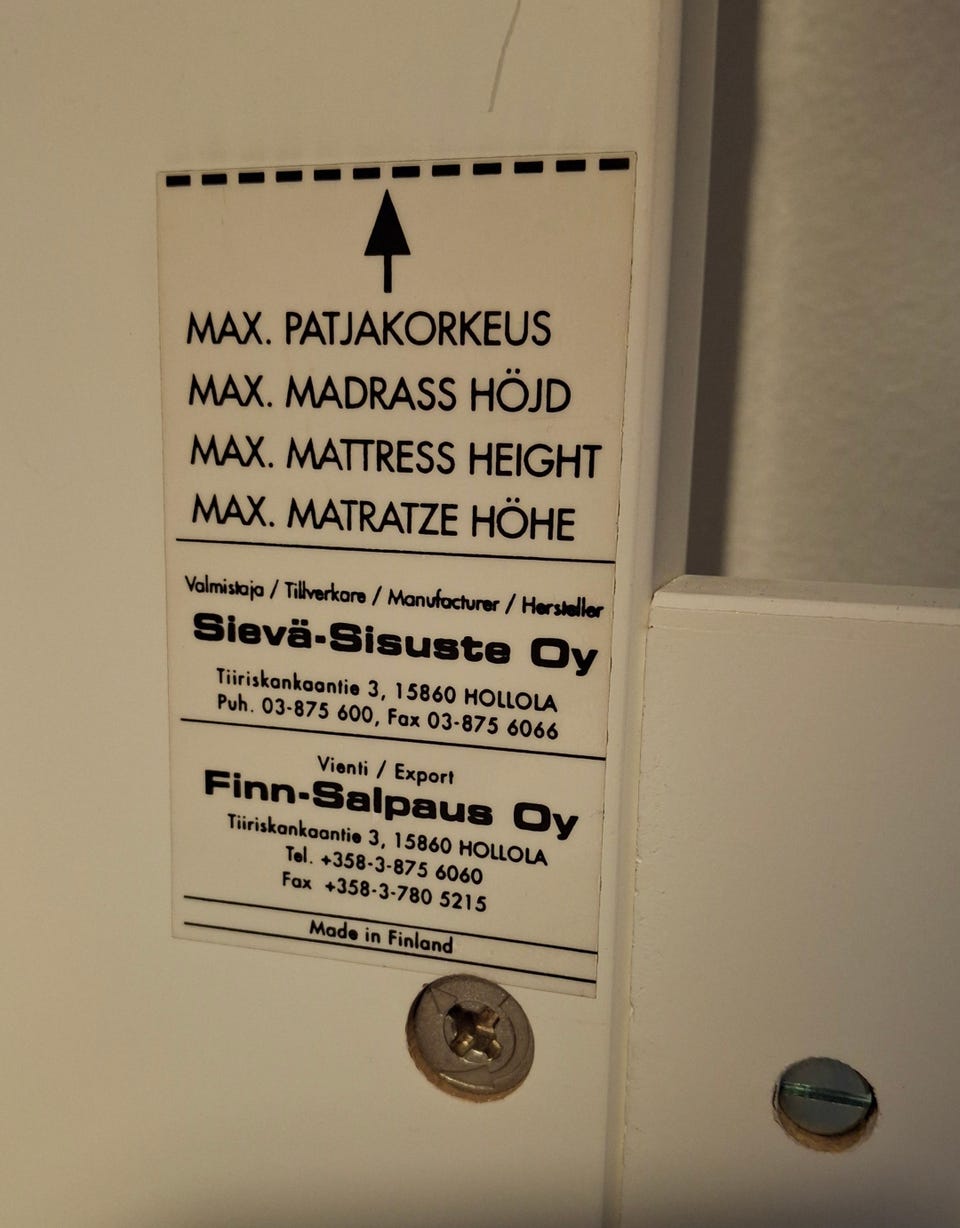 MAX. PATJAKORKEUS
MAX. MADRASS HÖJD
MAX. MATTRESS HEIGHT
MAX. MATRATZE HÖHE
Valmistaja / Tillverkare / Manufacturer / Hersteller
Sievä-Sisuste Oy
Tiiriskankaantie 3, 15860 HOLLOLA
Puh. 03-875 600, Fax 03-875 6066
Vienti / Export
Finn-Salpaus Oy
Tiiriskankaantie 3, 15860 HOLLOLA
Tel. +358-3-875 6060
Fax +358-3-780 5215
Made in Finland